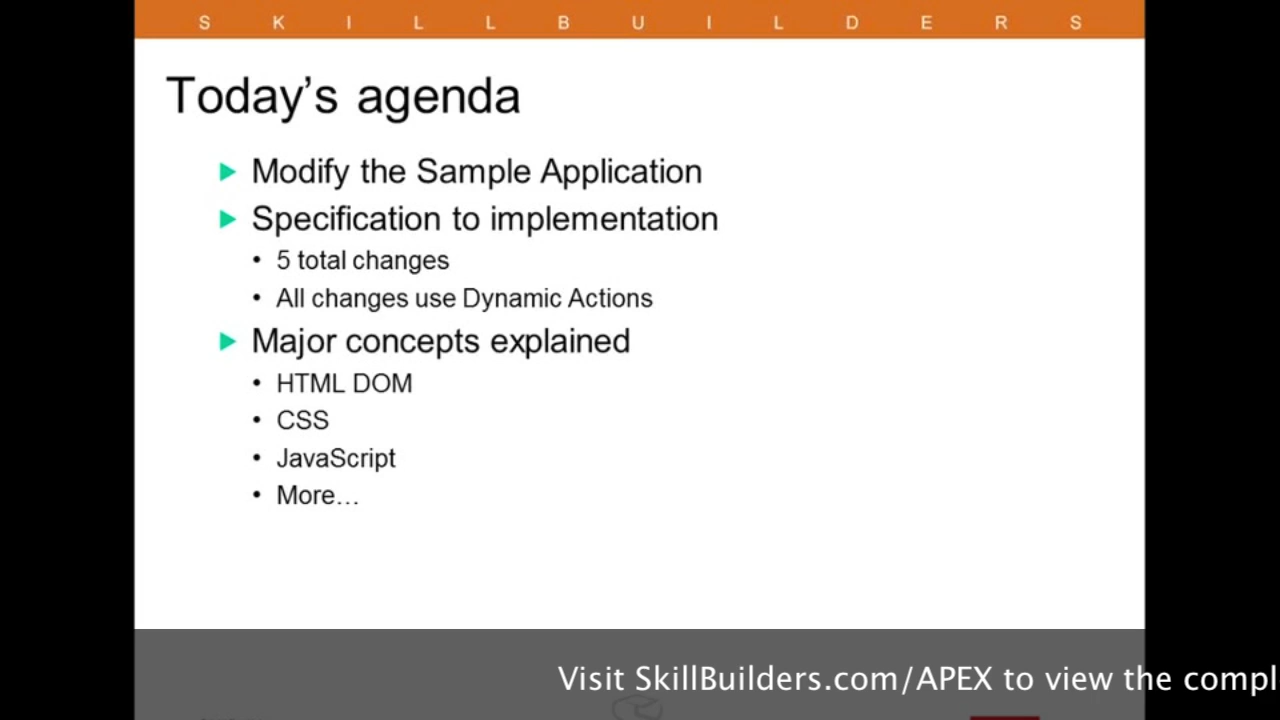 SKILLBUILDERS
Today's agenda
Modify the Sample Application
Specification to implementation
• 5 total changes
• All changes use Dynamic Actions
Major concepts explained
• HTML DOM
• CSS
• JavaScript
• More...
Visit SkillBuilders.com/APEX to view the compl